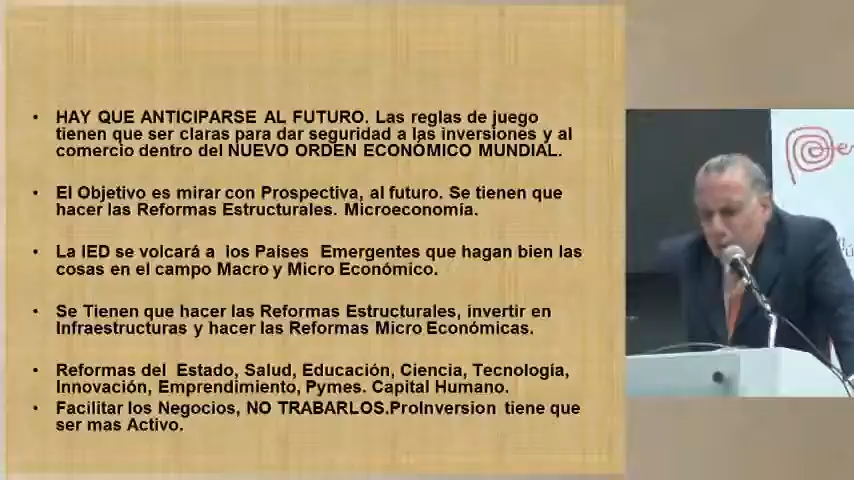 • HAY QUE ANTICIPARSE AL FUTURO. Las reglas de juego
tienen que ser claras para dar seguridad a las inversiones y al
comercio dentro del NUEVO ORDEN ECONÓMICO MUNDIAL.
• El Objetivo es mirar con Prospectiva, al futuro. Se tienen que
hacer las Reformas Estructurales. Microeconomía.
• La IED se volcará a los Paises Emergentes que hagan bien las
cosas en el campo Macro y Micro Económico.
• Se Tienen que hacer las Reformas Estructurales, invertir en
Infraestructuras y hacer las Reformas Micro Económicas.
• Reformas del Estado, Salud, Educación, Ciencia, Tecnología,
Innovación, Emprendimiento, Pymes. Capital Humano.
• Facilitar los Negocios, NO TRABARLOS.ProInversion tiene que
ser mas Activo.